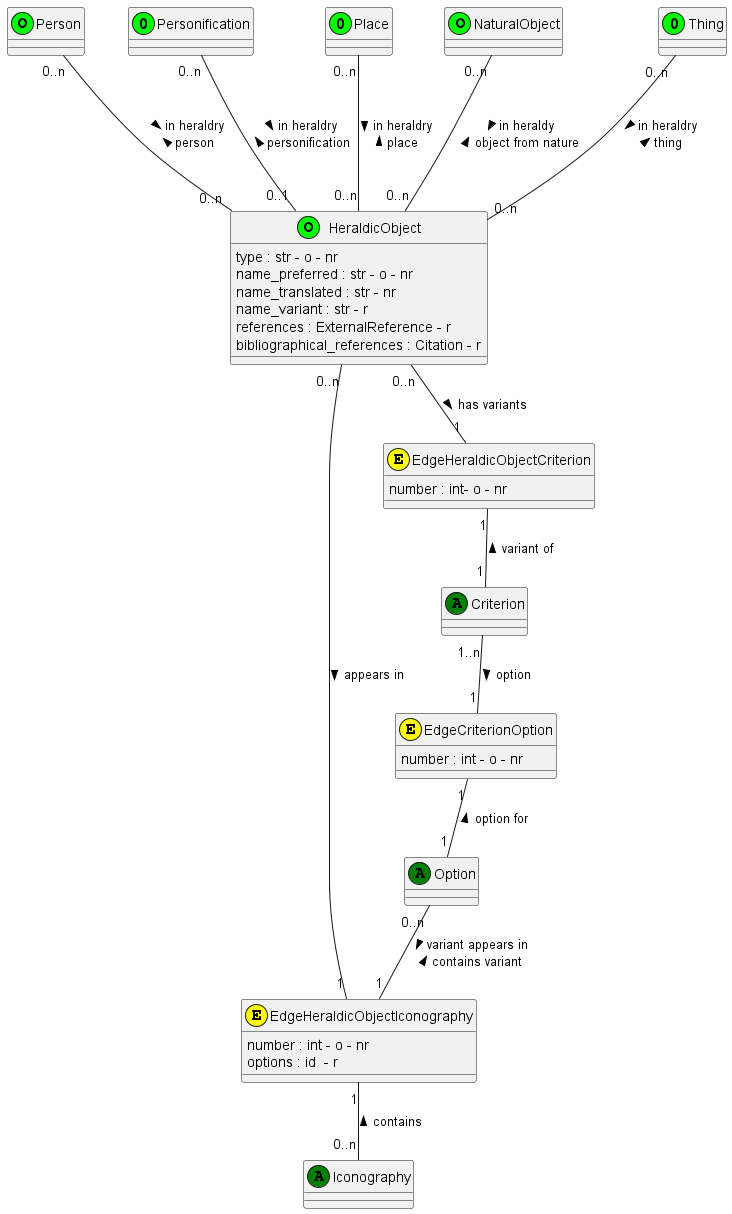 O Person
O Personification
O Place
O NaturalObject
O Thing
0..n
0..n
0..n
0..n
0..n
in heraldry
person
in heraldry
personification
in heraldry
place
in heraldy
object from nature
in heraldry
thing
0..n
0..1
0..n
0..n
0..n
O HeraldicObject
type : str - o - nr
name_preferred : str - o - nr
name_translated : str - nr
name_variant : str - r
references : ExternalReference - r
bibliographical_references : Citation - r
0..n
0..n
has variants
1
E EdgeHeraldicObjectCriterion
number : int- o - nr
1
variant of
1
A Criterion
1..n
appears in
option
1
E EdgeCriterionOption
number : int - o - nr
1
option for
1
A Option
0..n
variant appears in
contains variant
1
1
E EdgeHeraldicObjectIconography
number : int - o - nr
options : id  - r
1
contains
0..n
A Iconography